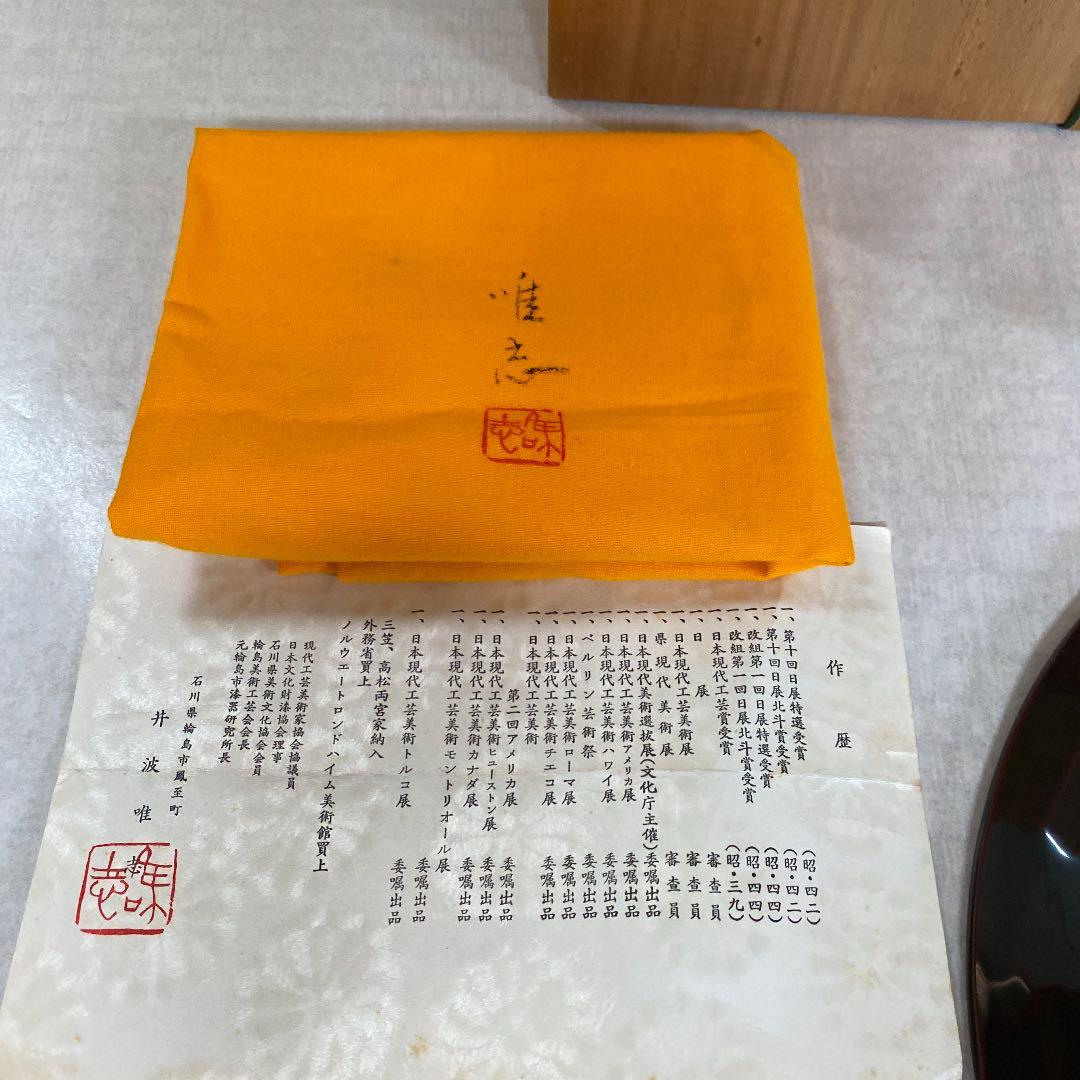 唯
志
作歴
一、第十回日展特選受賞(昭・四二)
一、第十回日展北斗賞受賞(昭・四二)
一、改組第一回日展特選受賞(昭・四四)
一、改組第一回日展北斗賞受賞(昭・四四)
一、日本現代工芸賞受賞(昭・三九)
一、日展審査員
一、日本現代工芸美術展審査員
一、県現代美術展審査員
一、日本現代美術選抜展(文化庁主催)委嘱出品
一、日本現代工芸美術アメリカ展委嘱出品
一、日本現代工芸美術ハワイ展委嘱出品
一、ベルリン芸術祭委嘱出品
一、日本現代工芸美術ローマ展委嘱出品
一、日本現代工芸美術チエコ展委嘱出品
一、日本現代工芸美術
第二回アメリカ展委嘱出品
一、日本現代工芸美術ヒューストン展委嘱出品
一、日本現代工芸美術カナダ展委嘱出品
一、日本現代工芸美術モントリオール展委嘱出品
一、日本現代工芸美術トルコ展委嘱出品
三笠、高松両宮家納入
外務省買上
ノルウエートロンドハイム美術館買上
現代工芸美術家協会協議員
日本文化財漆協会理事
石川県美術文化協会会員
輪島美術工芸会会長
元輪島市漆器研究所長
石川県輪島市鳳至町
井波唯志